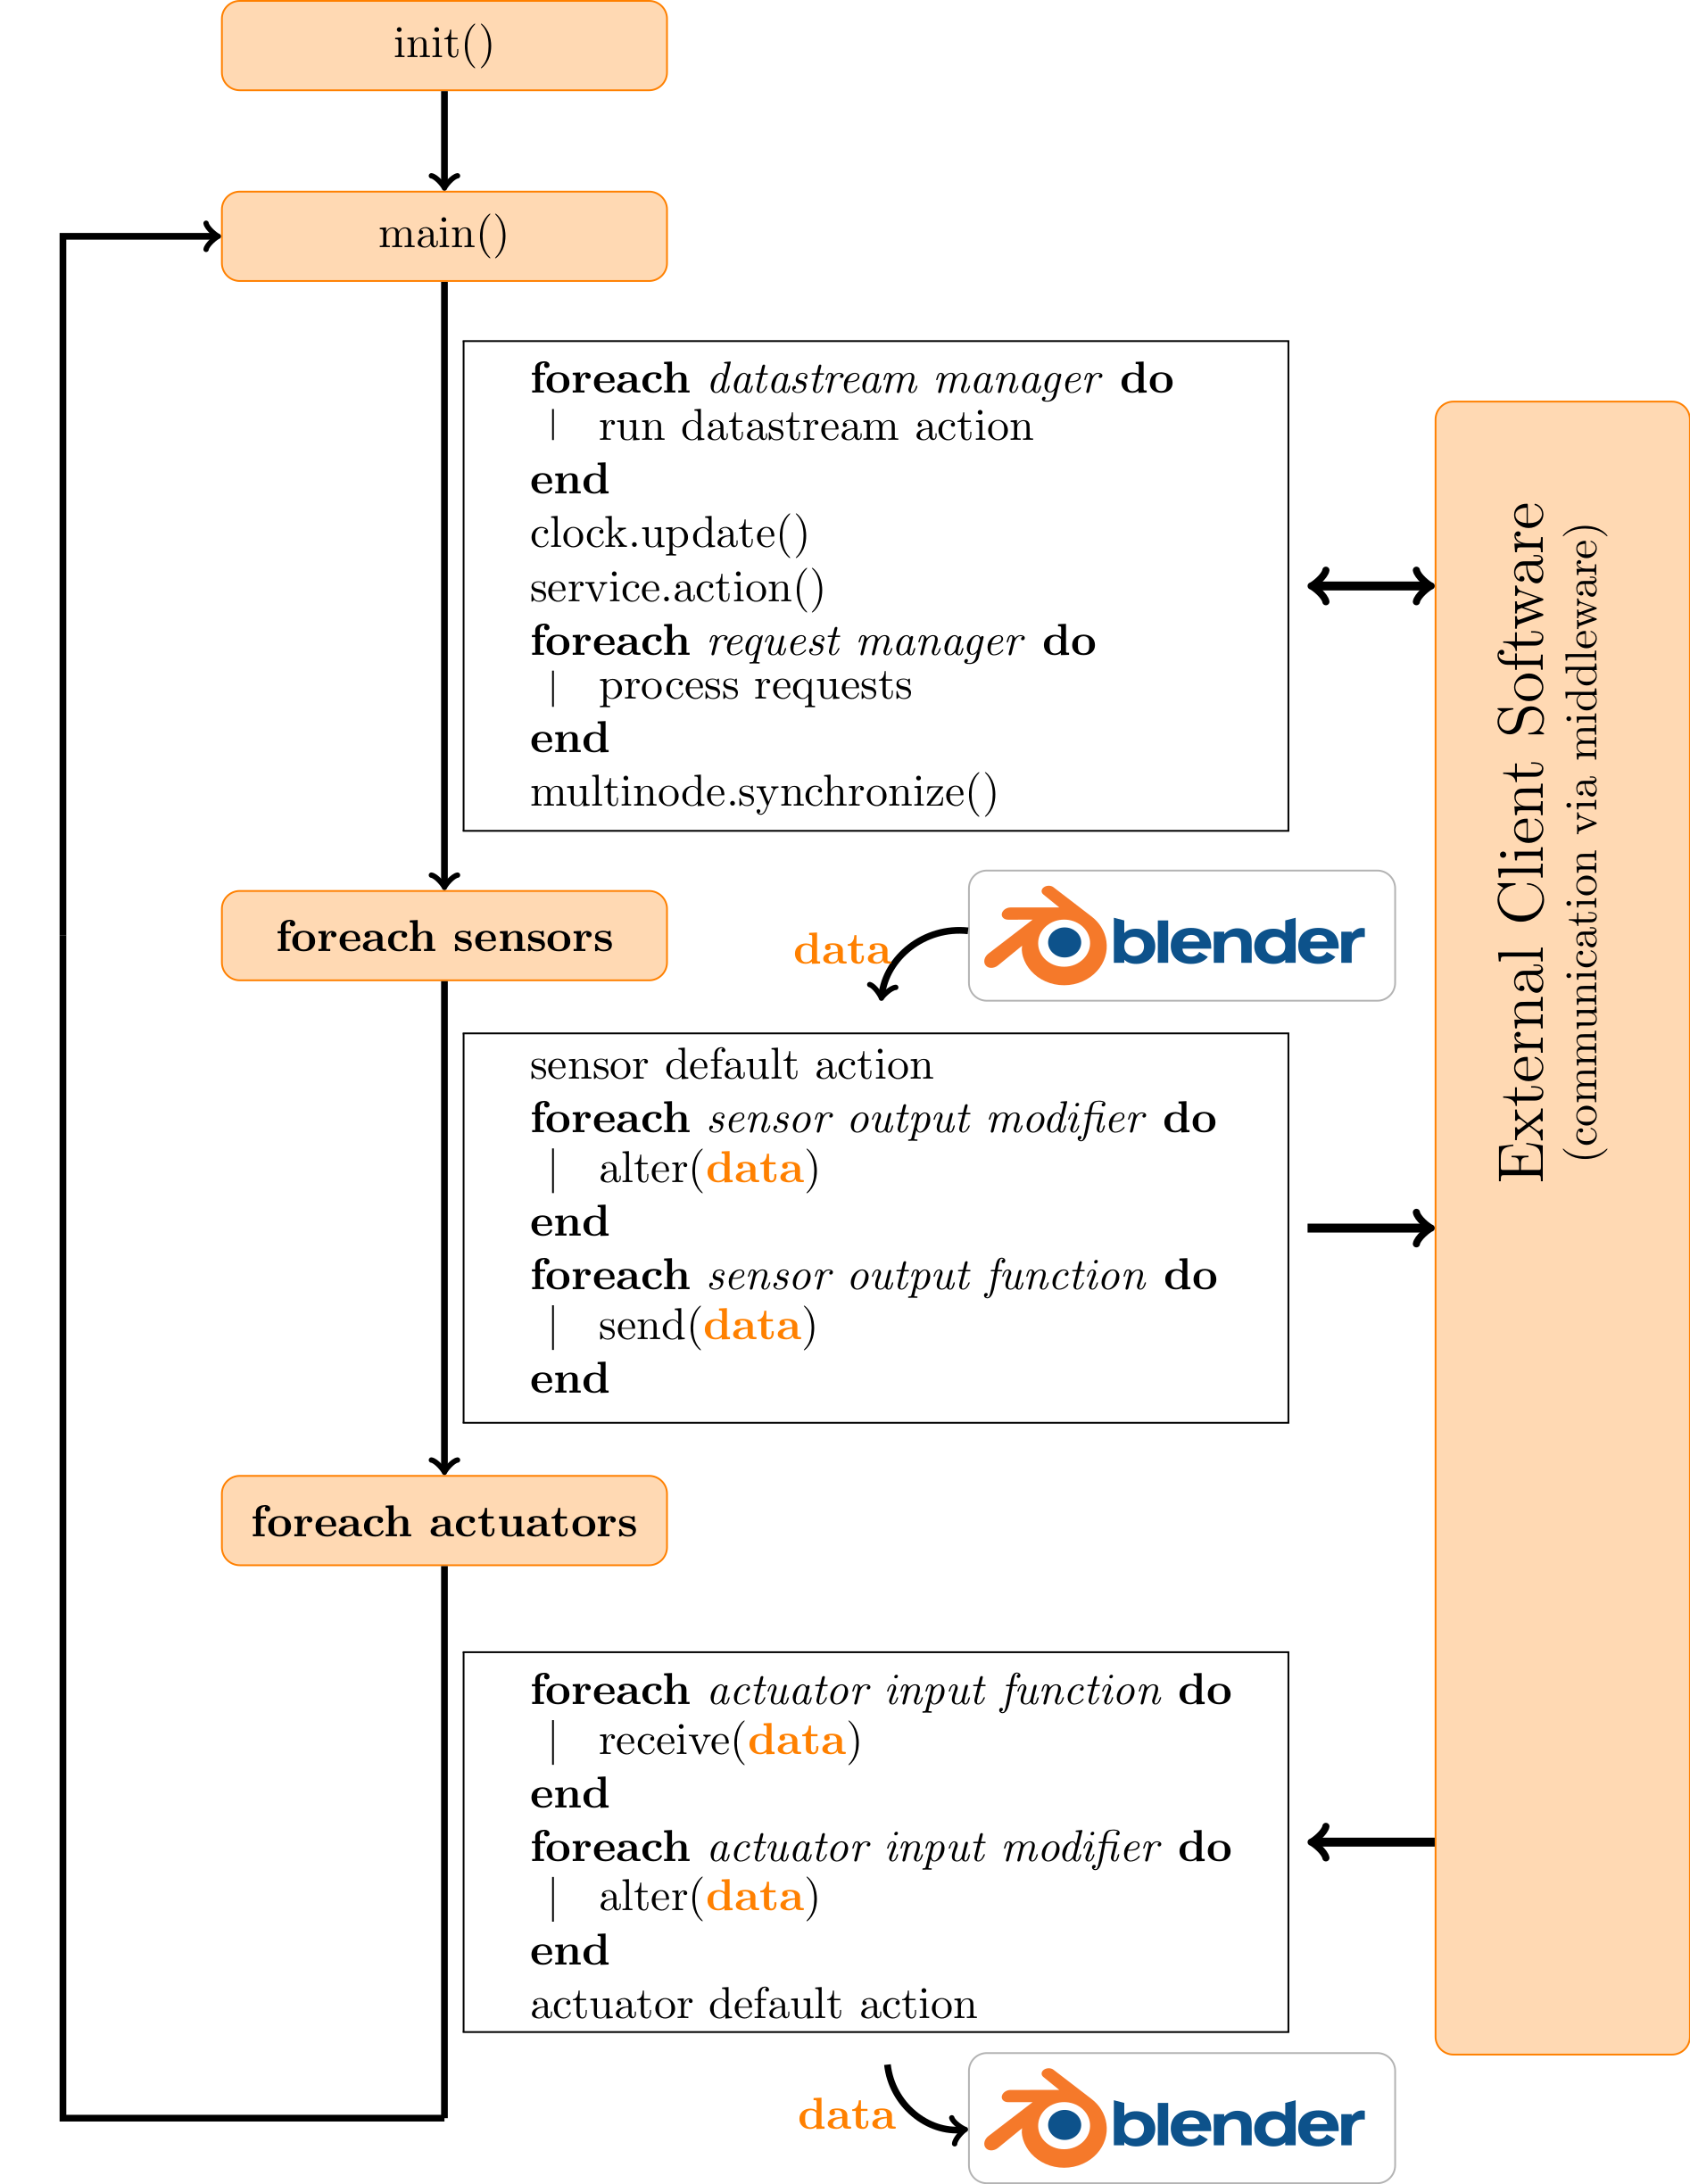 init()
main()
foreach datastream manager do
run datastream action
end
clock.update()
service.action()
foreach request manager do
process requests
end
multinode.synchronize()
External Client Software
(communication via middleware)
foreach sensors
data
blender
sensor default action
foreach sensor output modifier do
alter(data)
end
foreach sensor output function do
send(data)
end
foreach actuators
foreach actuator input function do
receive(data)
end
foreach actuator input modifier do
alter(data)
end
actuator default action
data
blender